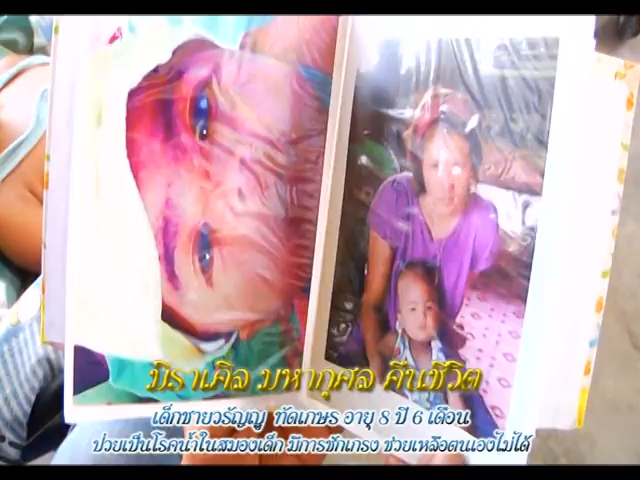 มิราเคิล มหากุศล คืนชีวิต
เด็กชายวรัญญู ทัดเกษร อายุ 8 ปี 6 เดือน
ป่วยเป็นโรคน้ำในสมองเด็ก มีการชักเกรง ช่วยเหลือตนเองไม่ได้